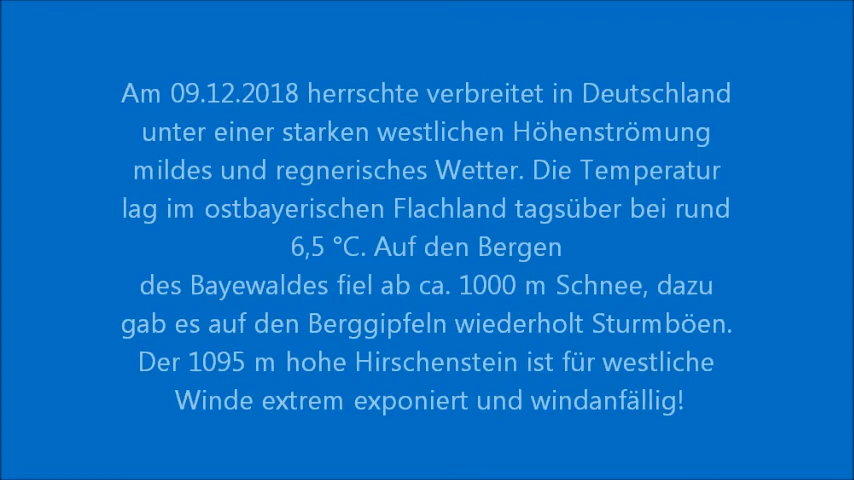 Am 09.12.2018 herrschte verbreitet in Deutschland
unter einer starken westlichen Höhenströmung
mildes und regnerisches Wetter. Die Temperatur
lag im ostbayerischen Flachland tagsüber bei rund
6,5 °C. Auf den Bergen
des Bayewaldes fiel ab ca. 1000 m Schnee, dazu
gab es auf den Berggipfeln wiederholt Sturmböen.
Der 1095 m hohe Hirschenstein ist für westliche
Winde extrem exponiert und windanfällig!